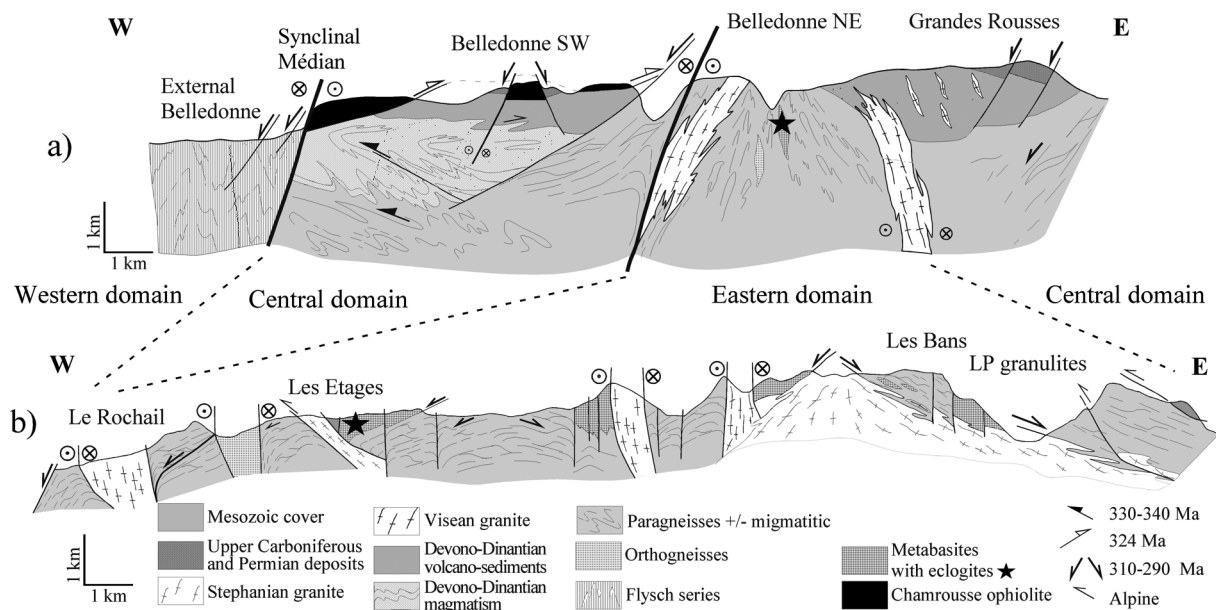 W
E
Synclinal
Médian
Belledonne SW
Belledonne NE
Grandes Rousses
External
Belledonne
a)
1 km
1 km
Western domain
Central domain
Eastern domain
Central domain
W
E
Les Bans
LP granulites
Les Etages
Le Rochail
b)
1 km
1 km
Mesozoic cover
Upper Carboniferous
and Permian deposits
Stephanian granite
Visean granite
Devono-Dinantian
volcano-sediments
Devono-Dinantian
magmatism
Paragneisses +/- migmatitic
Orthogneisses
Flysch series
Metabasites
with eclogites
Chamrousse ophiolite
330-340 Ma
324 Ma
310-290 Ma
Alpine